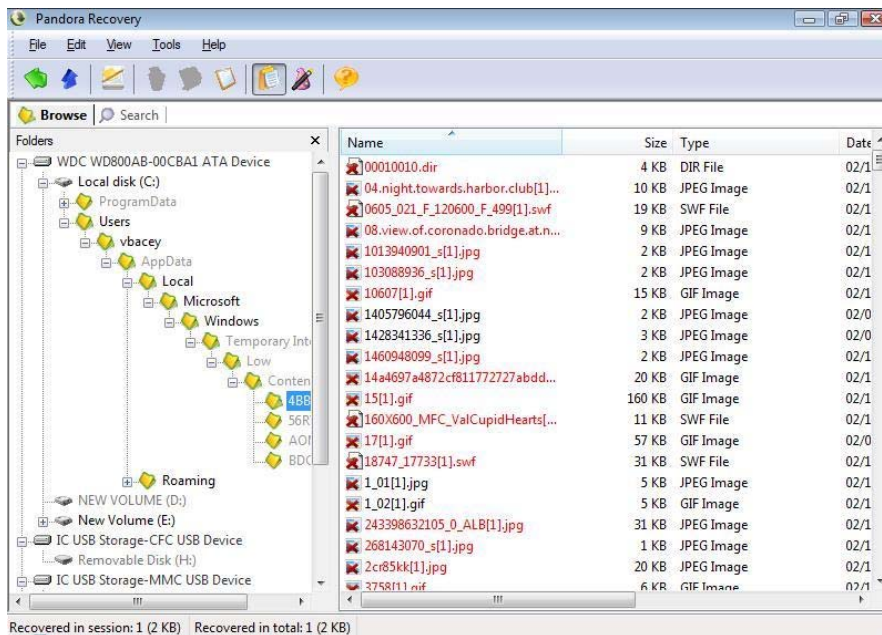 Pandora Recovery
File Edit View Tools Help
Browse Search
Folders
WDC WD800AB-00CBA1 ATA Device
Local disk (C:)
ProgramData
Users
vbacey
AppData
Local
Microsoft
Windows
Temporary Int
Low
Conten
4BB
56R
AOI
BDC
Roaming
NEW VOLUME (D:)
New Volume (E:)
IC USB Storage-CFC USB Device
Removable Disk (H:)
IC USB Storage-MMC USB Device
Name Size Type Date
00010010.dir 4 KB DIR File 02/1
04.night.towards.harbor.club[1]... 10 KB JPEG Image 02/1
0605_021_F_120600_F_499[1].swf 19 KB SWF File 02/1
08.view.of.coronado.bridge.at.n... 9 KB JPEG Image 02/1
1013940901_s[1].jpg 2 KB JPEG Image 02/1
103088936_s[1].jpg 2 KB JPEG Image 02/1
10607[1].gif 15 KB GIF Image 02/1
1405796044_s[1].jpg 2 KB JPEG Image 02/0
1428341336_s[1].jpg 3 KB JPEG Image 02/0
1460948099_s[1].jpg 2 KB JPEG Image 02/1
14a4697a4872cf811772727abdd... 20 KB GIF Image 02/1
15[1].gif 160 KB GIF Image 02/1
160X600_MFC_ValCupidHearts[... 11 KB SWF File 02/1
17[1].gif 57 KB GIF Image 02/0
18747_17733[1].swf 31 KB SWF File 02/1
1_01[1].jpg 5 KB JPEG Image 02/1
1_02[1].gif 5 KB GIF Image 02/1
243398632105_0_ALB[1].jpg 31 KB JPEG Image 02/1
268143070_s[1].jpg 1 KB JPEG Image 02/1
2cr85kk[1].jpg 20 KB JPEG Image 02/1
3758[1].gif 6 KB GIF Image 02/1
Recovered in session: 1 (2 KB) Recovered in total: 1 (2 KB)